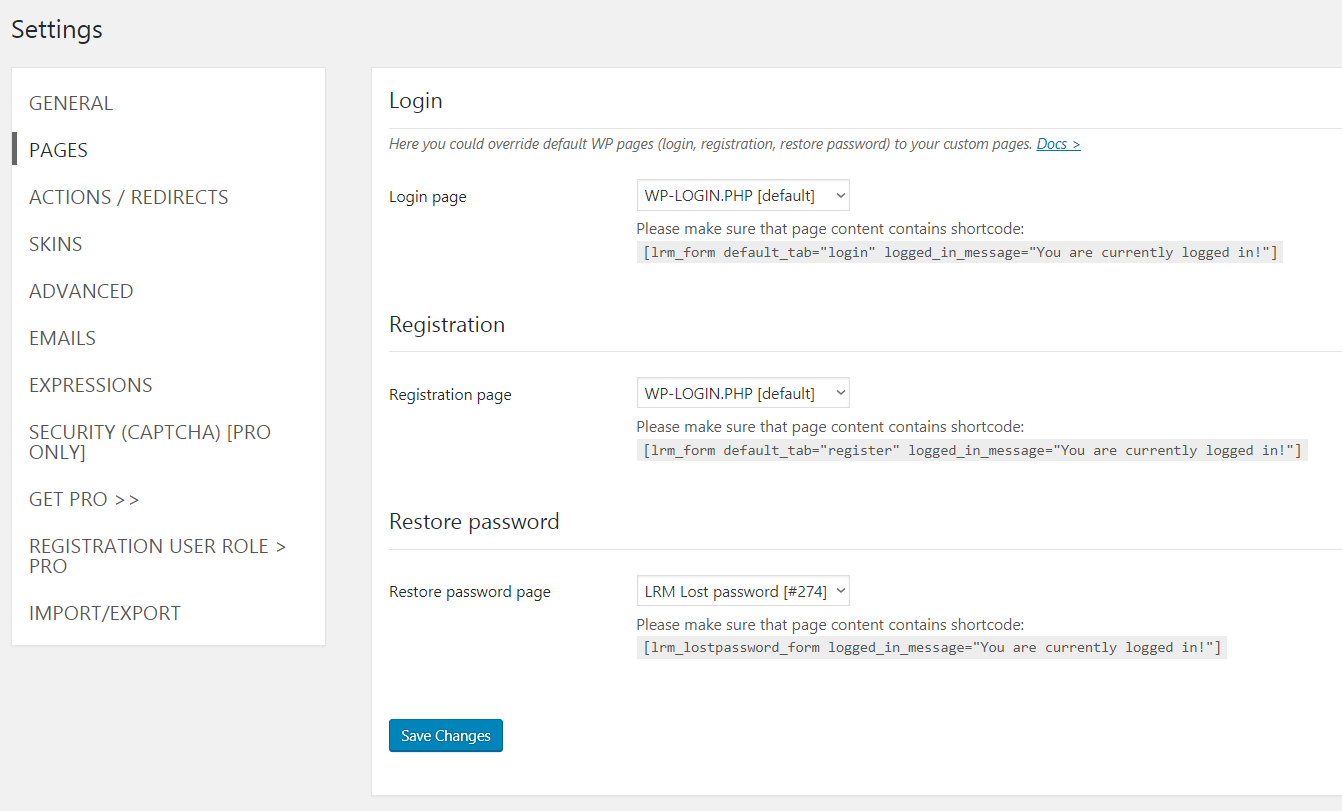 Settings
GENERAL
PAGES
ACTIONS / REDIRECTS
SKINS
ADVANCED
EMAILS
EXPRESSIONS
SECURITY (CAPTCHA) [PRO
ONLY]
GET PRO >>
REGISTRATION USER ROLE >
PRO
IMPORT/EXPORT
Login
Here you could override default WP pages (login, registration, restore password) to your custom pages. Docs >
Login page
WP-LOGIN.PHP [default]
Please make sure that page content contains shortcode:
[lrm_form default_tab="login" logged_in_message="You are currently logged in!"]
Registration
Registration page
WP-LOGIN.PHP [default]
Please make sure that page content contains shortcode:
[lrm_form default_tab="register" logged_in_message="You are currently logged in!"]
Restore password
Restore password page
LRM Lost password [#274]
Please make sure that page content contains shortcode:
[lrm_lostpassword_form logged_in_message="You are currently logged in!"]
Save Changes